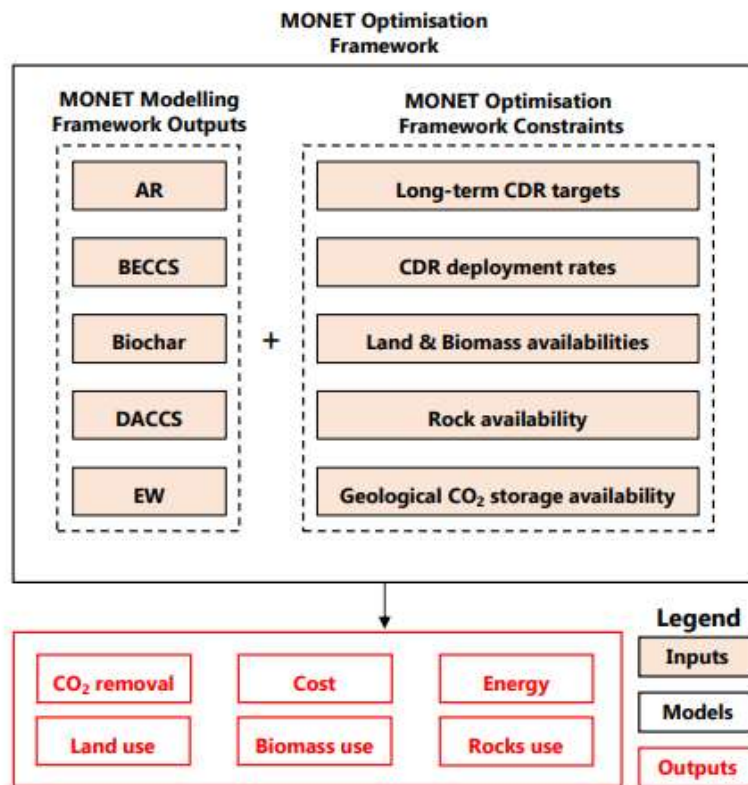 MONET Optimisation
Framework
MONET Modelling
Framework Outputs
AR
BECCS
Biochar
DACCS
EW
+
MONET Optimisation
Framework Constraints
Long-term CDR targets
CDR deployment rates
Land & Biomass availabilities
Rock availability
Geological CO₂ storage availability
CO₂ removal
Cost
Energy
Land use
Biomass use
Rocks use
Legend
Inputs
Models
Outputs